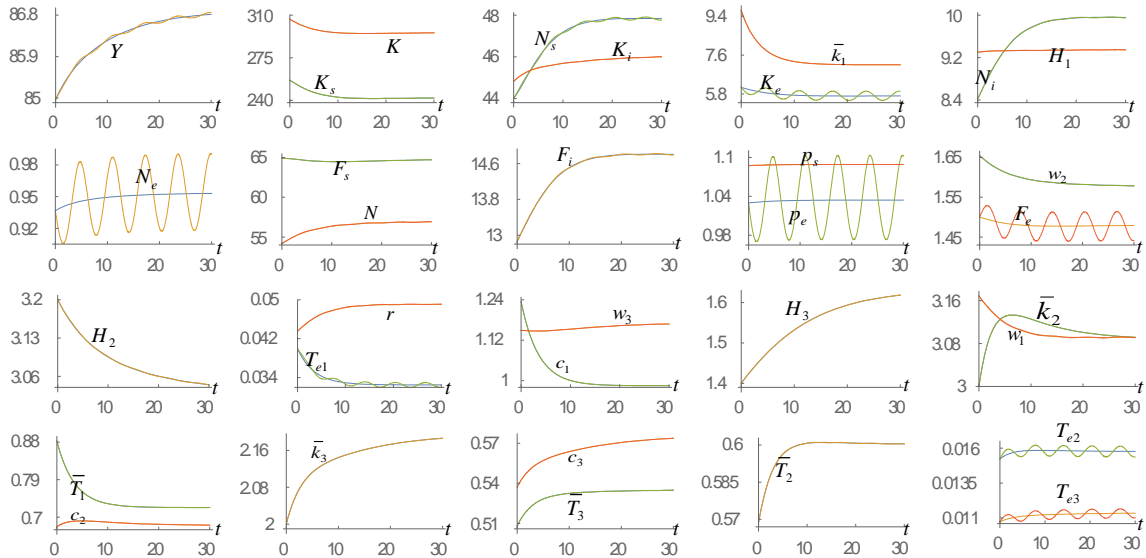 86.8
85.9
85
Y
0 10 20 30 t
310
275
240
K
K_s
0 10 20 30 t
48
46
44
N_s
K_i
0 10 20 30 t
9.4
7.6
5.8
k̄_1
K_e
0 10 20 30 t
10
9.2
8.4
N_i
H_1
0 10 20 30 t
0.98
0.95
0.92
N_e
0 10 20 30 t
65
60
55
F_s
N
0 10 20 30 t
14.6
13.8
13
F_i
0 10 20 30 t
1.1
1.04
0.98
p_s
p_e
0 10 20 30 t
1.65
1.55
1.45
w_2
F_e
0 10 20 30 t
3.2
3.13
3.06
H_2
0 10 20 30 t
0.05
0.042
0.034
r
T_e1
0 10 20 30 t
1.24
1.12
1
w_3
c_1
0 10 20 30 t
1.6
1.5
1.4
H_3
0 10 20 30 t
3.16
3.08
3
k̄_2
w_1
0 10 20 30 t
0.88
0.79
0.7
T̄_1
c_2
0 10 20 30 t
2.16
2.08
2
k̄_3
0 10 20 30 t
0.57
0.54
0.51
c_3
T̄_3
0 10 20 30 t
0.6
0.585
0.57
T̄_2
0 10 20 30 t
0.016
0.0135
0.011
T_e2
T_e3
0 10 20 30 t